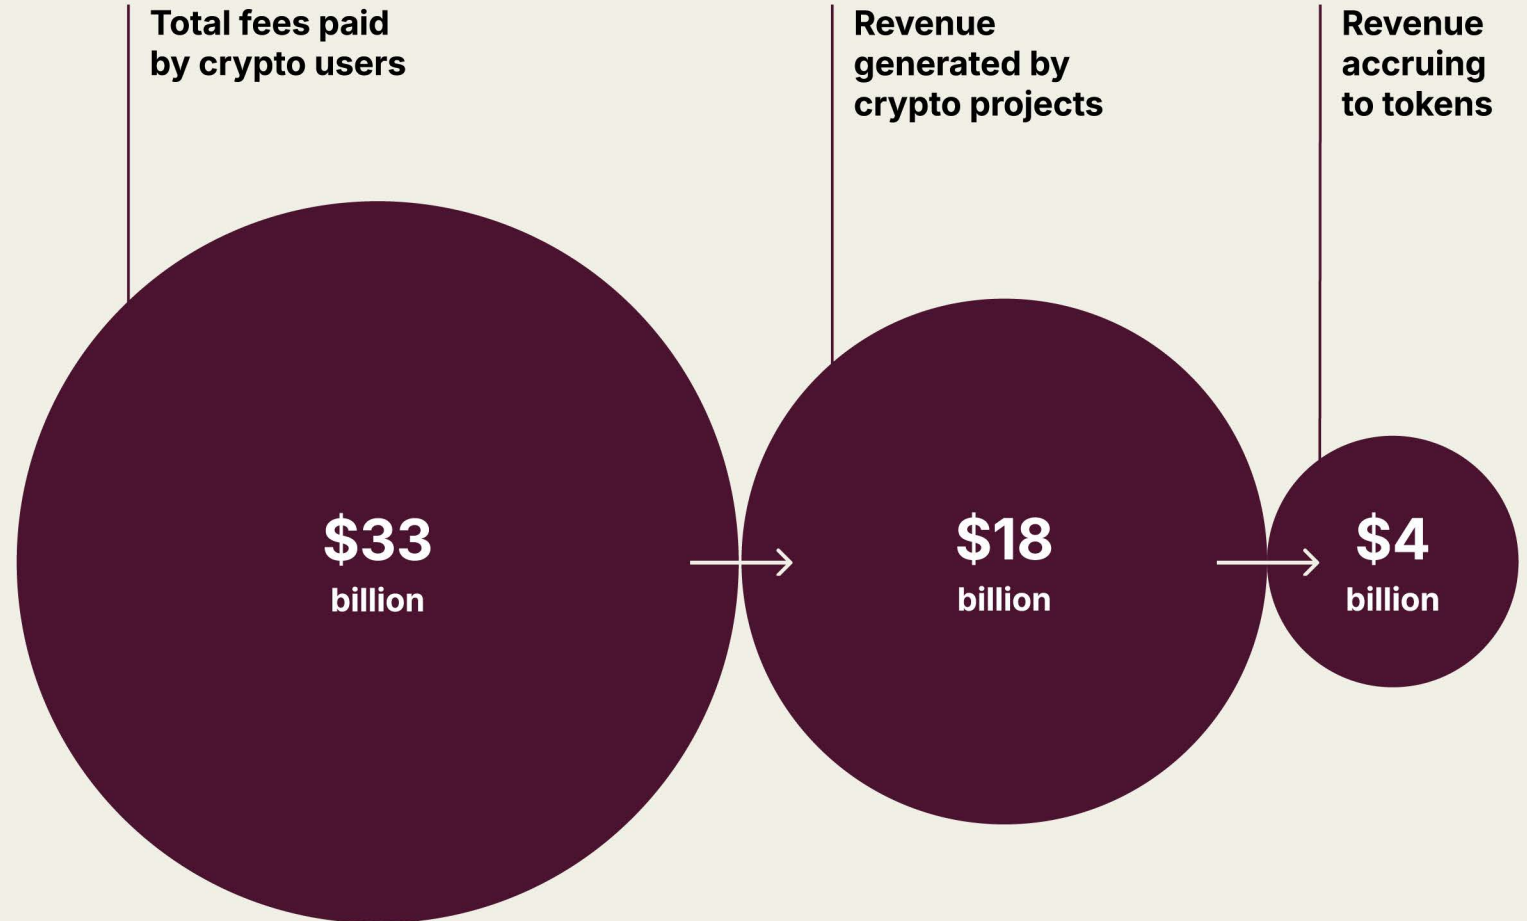 Total fees paid
by crypto users
Revenue
generated by
crypto projects
Revenue
accruing
to tokens
$33
billion
$18
billion
$4
billion